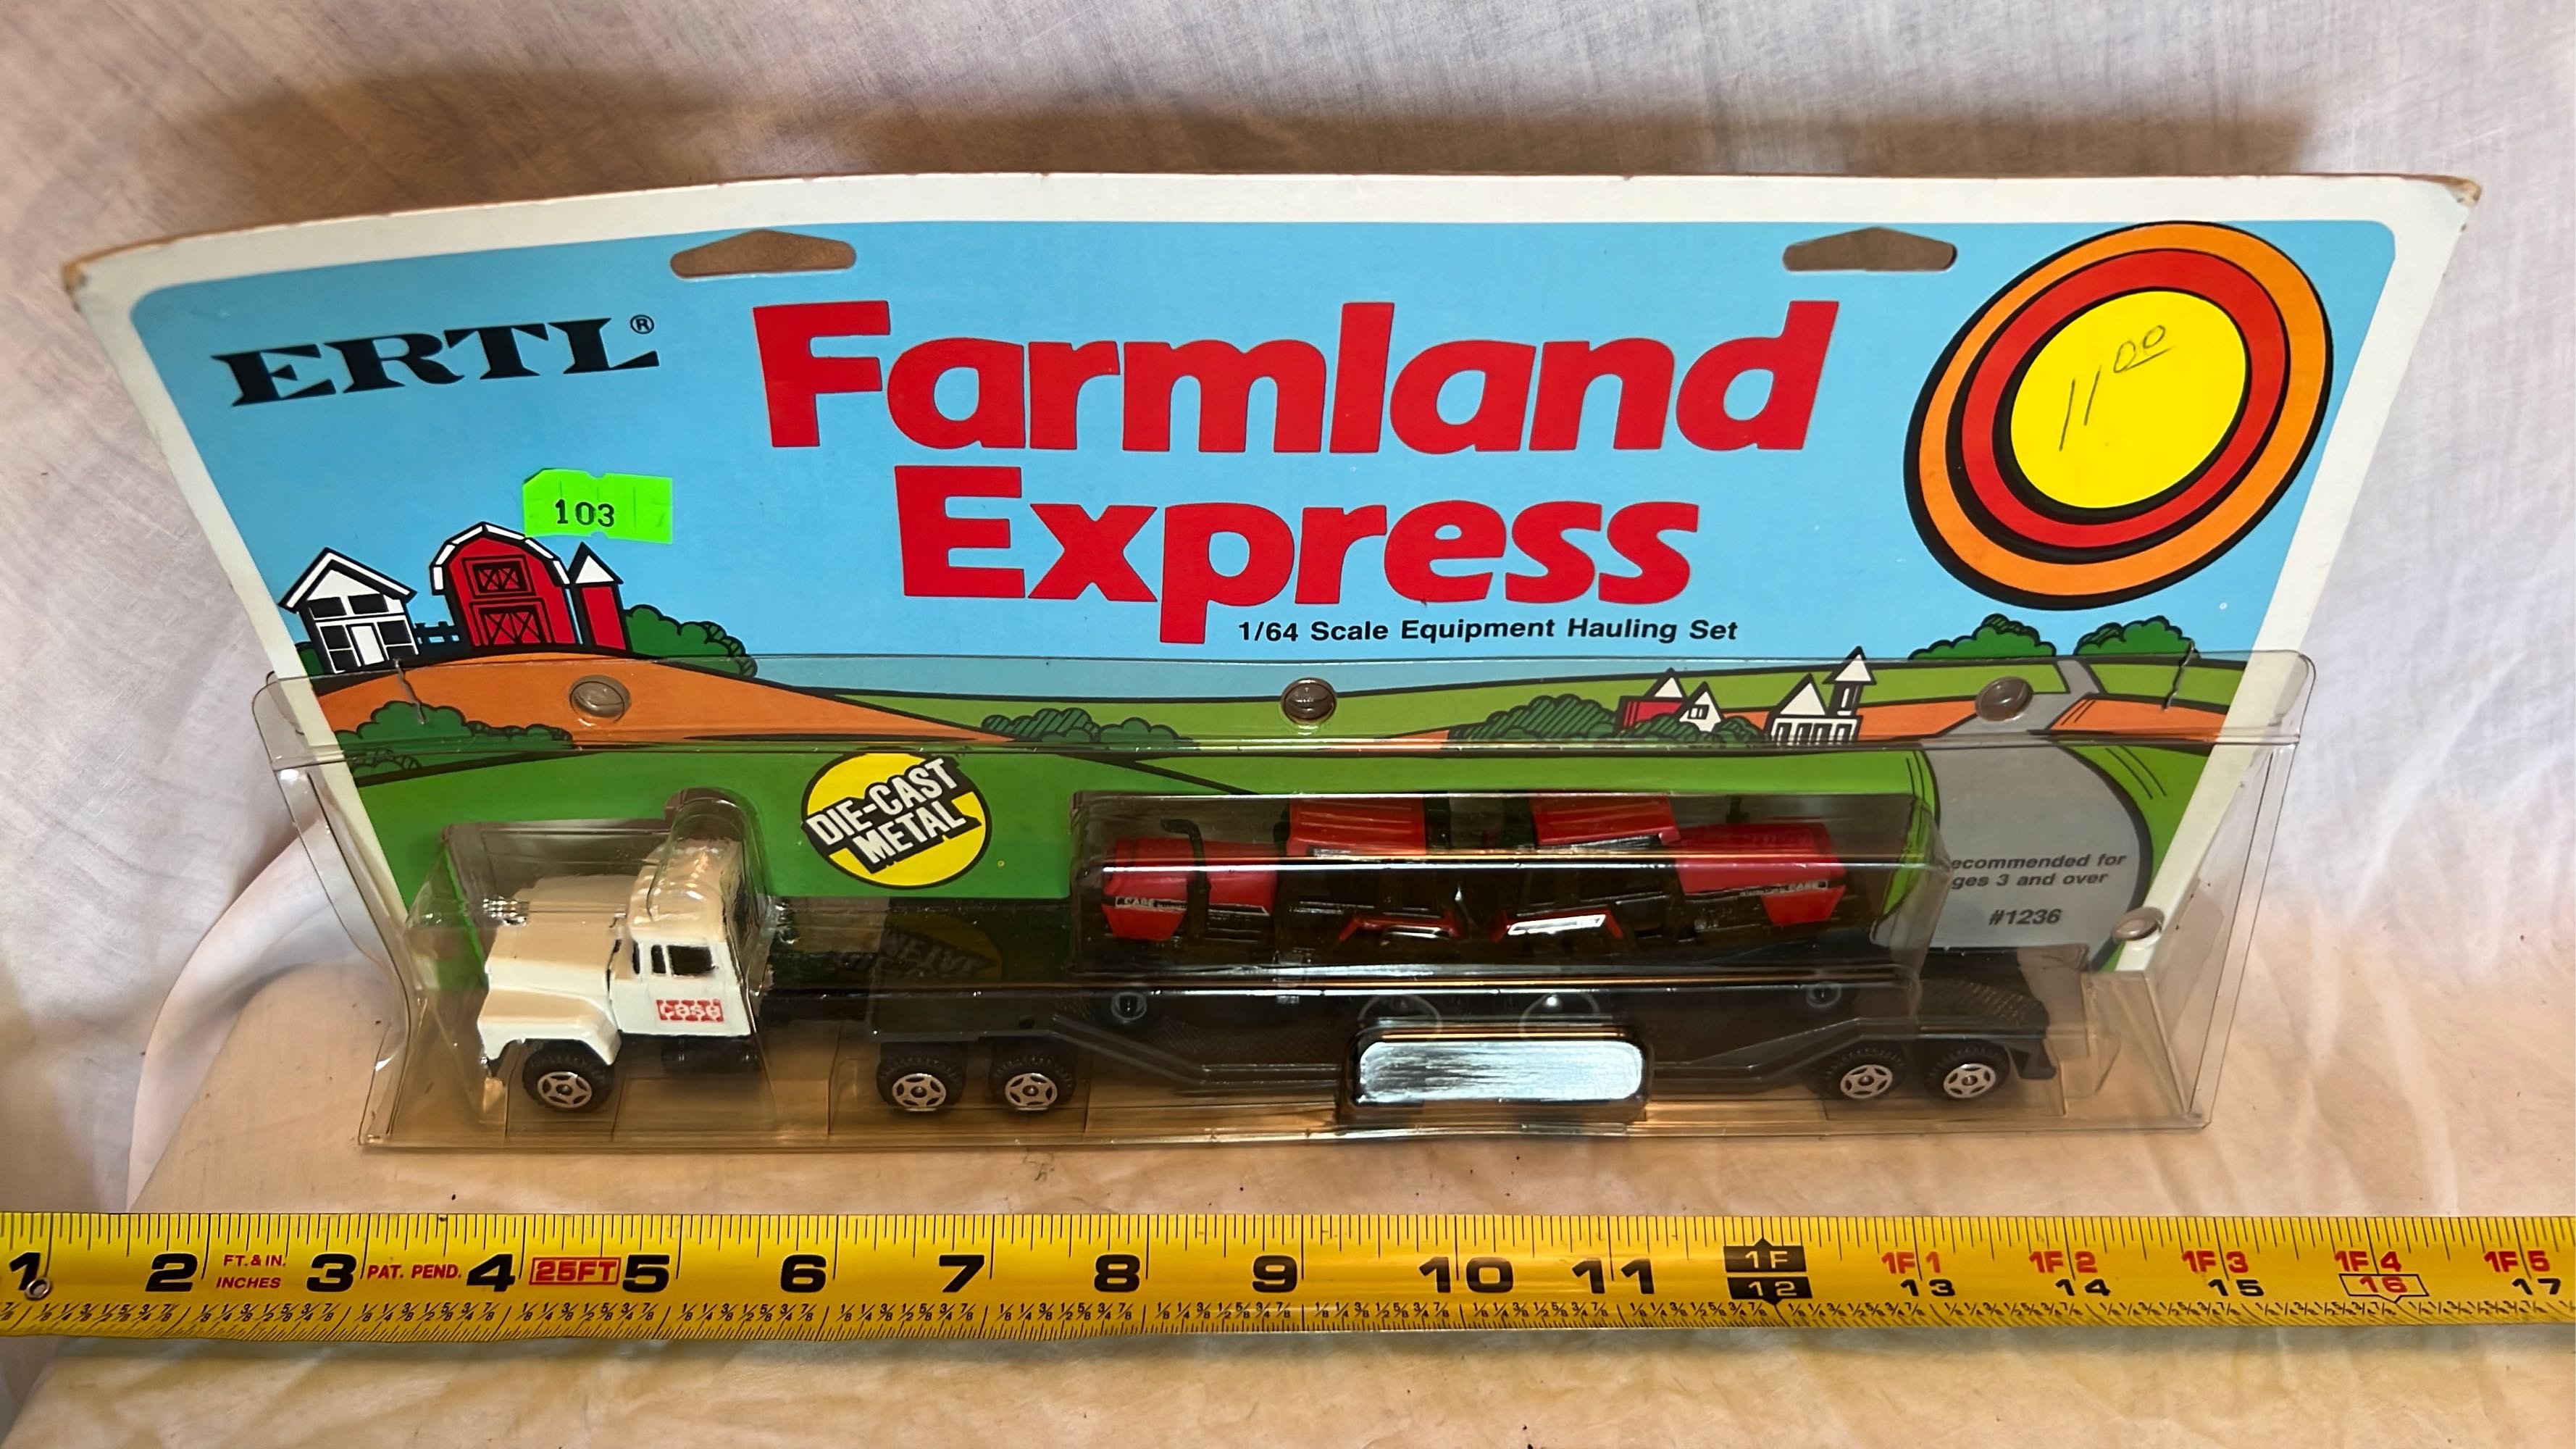 ERTL®
Farmland
Express
1/64 Scale Equipment Hauling Set
11.00
103
DIE-CAST
METAL
ecommended for
ges 3 and over
#1236
case
CASE
CASE
1F 1F1 1F2 1F3 1F4 1F5
1 2 FT. & IN. INCHES 3 PAT. PEND. 4 25FT 5 6 7 8 9 10 11 12 13 14 15 16 17